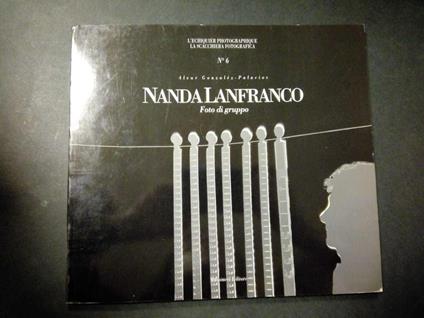 L'ECHIQUIER PHOTOGRAPHIQUE
LA SCACCHIERA FOTOGRAFICA
N° 6
Alvar González-Palacios
NANDA LANFRANCO
Foto di gruppo